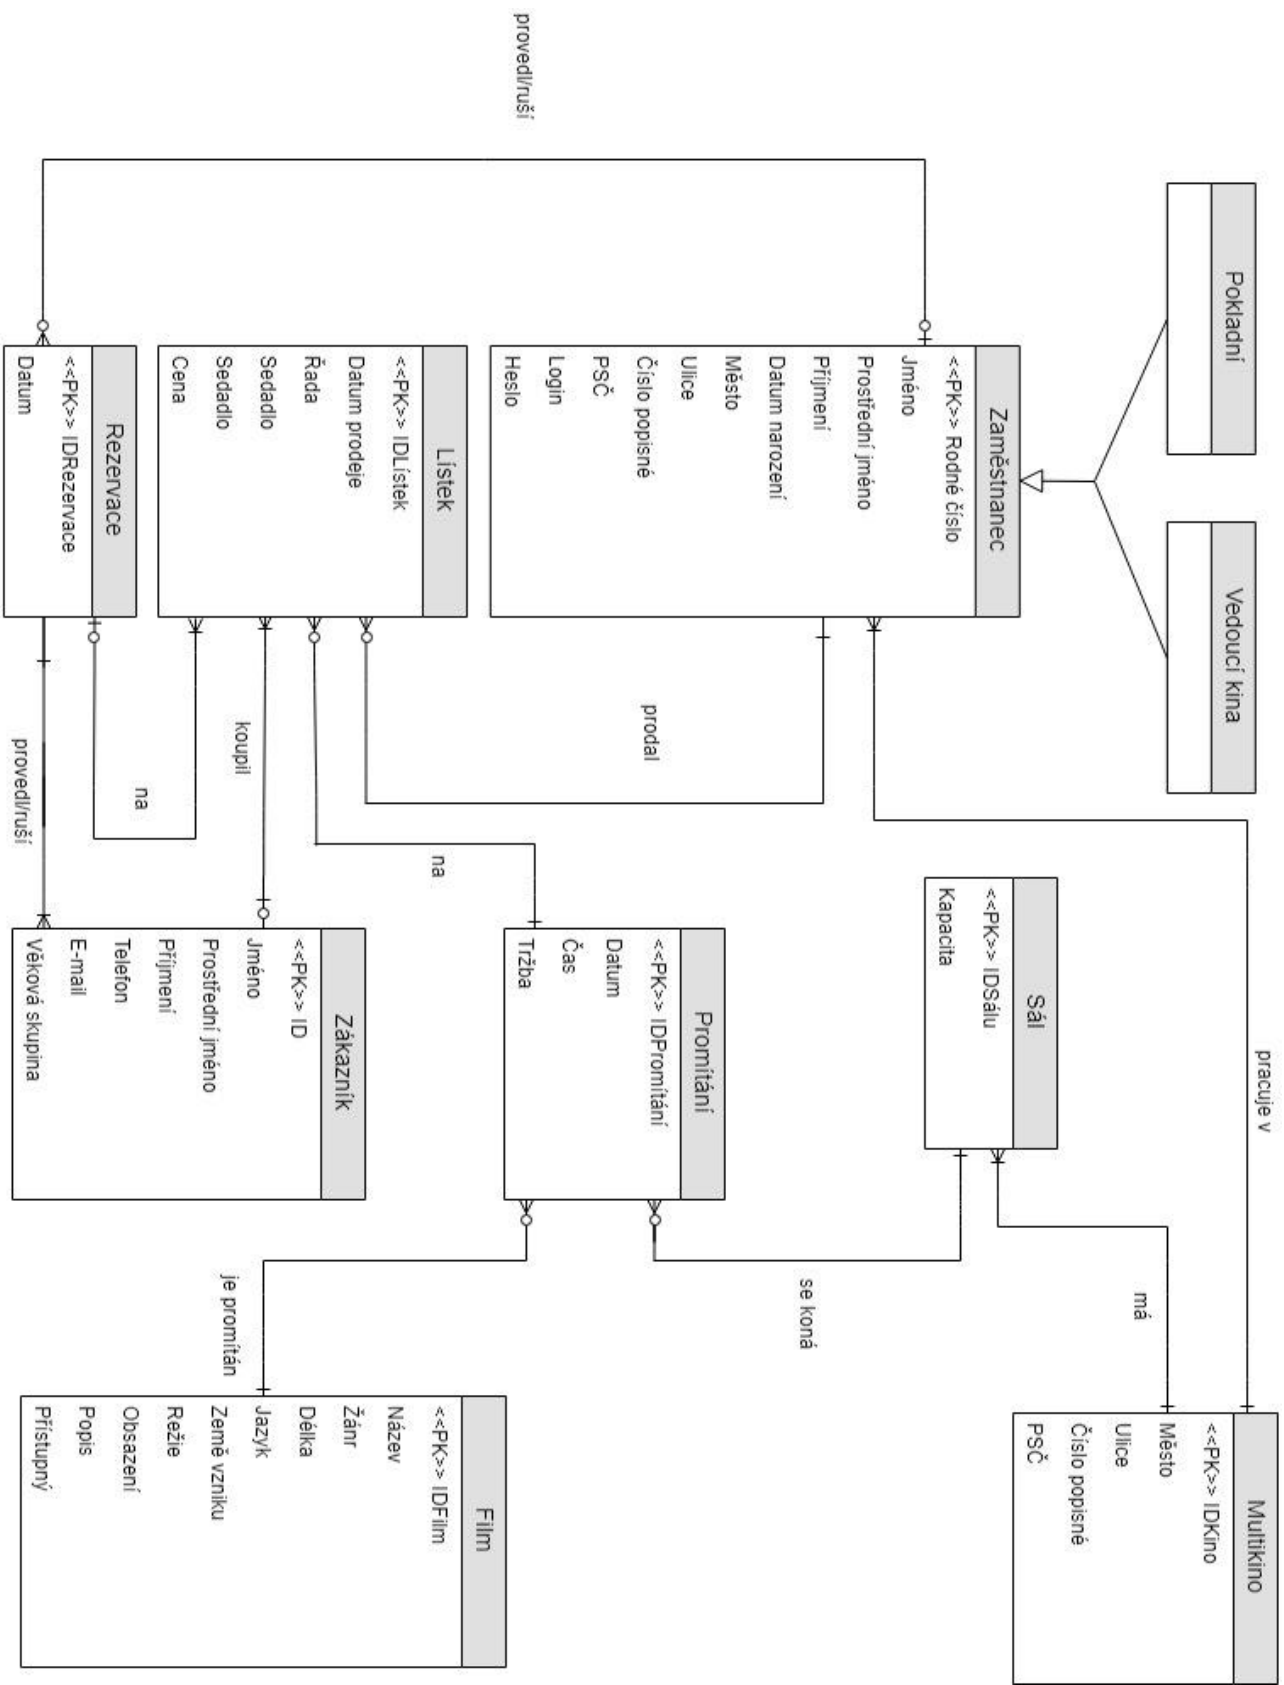 Pokladní
Vedoucí kina
pracuje v
Multikino
<<PK>> IDKino
Město
Ulice
Číslo popisné
PSČ
Zaměstnanec
<<PK>> Rodné číslo
Jméno
Prostřední jméno
Příjmení
Datum narození
Město
Ulice
Číslo popisné
PSČ
Login
Heslo
Sál
<<PK>> IDSálu
Kapacita
má
se koná
prodal
provedl/ruší
Promítání
<<PK>> IDPromítání
Datum
Čas
Tržba
na
Lístek
<<PK>> IDLístek
Datum prodeje
Řada
Sedadlo
Sedadlo
Cena
koupil
je promítán
Film
<<PK>> IDFilm
Název
Žánr
Délka
Jazyk
Země vzniku
Režie
Obsazení
Popis
Přístupný
Zákazník
<<PK>> ID
Jméno
Prostřední jméno
Příjmení
Telefon
E-mail
Věková skupina
na
Rezervace
<<PK>> IDRezervace
Datum
provedl/ruší